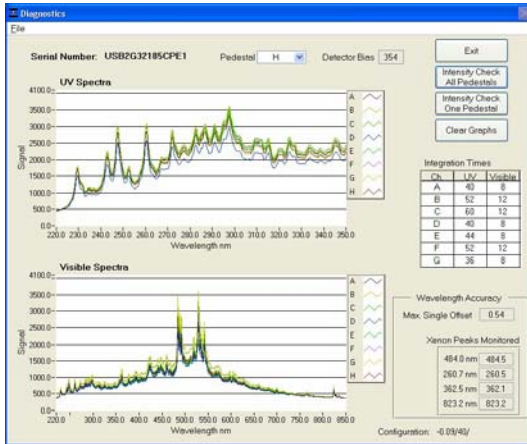 Diagnostics
File
Serial Number: USB2G32185CPE1 Pedestal H Detector Bias 354
Exit
Intensity Check
All Pedestals
Intensity Check
One Pedestal
Clear Graphs
UV Spectra
4100.0
3500.0
3000.0
2500.0
2000.0
1500.0
1000.0
500.0
0.0
Signal
220.0 230.0 240.0 250.0 260.0 270.0 280.0 290.0 300.0 310.0 320.0 330.0 340.0 350.0
Wavelength nm
A
B
C
D
E
F
G
H
Integration Times
Ch. UV Visible
A 40 8
B 52 12
C 60 12
D 40 8
E 44 8
F 52 12
G 36 8
Visible Spectra
4100.0
3500.0
3000.0
2500.0
2000.0
1500.0
1000.0
500.0
0.0
Signal
350.0 400.0 450.0 500.0 550.0 600.0 650.0 700.0 750.0 800.0 850.0
Wavelength nm
A
B
C
D
E
F
G
H
Wavelength Accuracy
Max. Single Offset 0.54
Xenon Peaks Monitored
484.0 nm 484.5
260.7 nm 260.5
362.5 nm 362.1
823.2 nm 823.2
Configuration: -0.09/40/